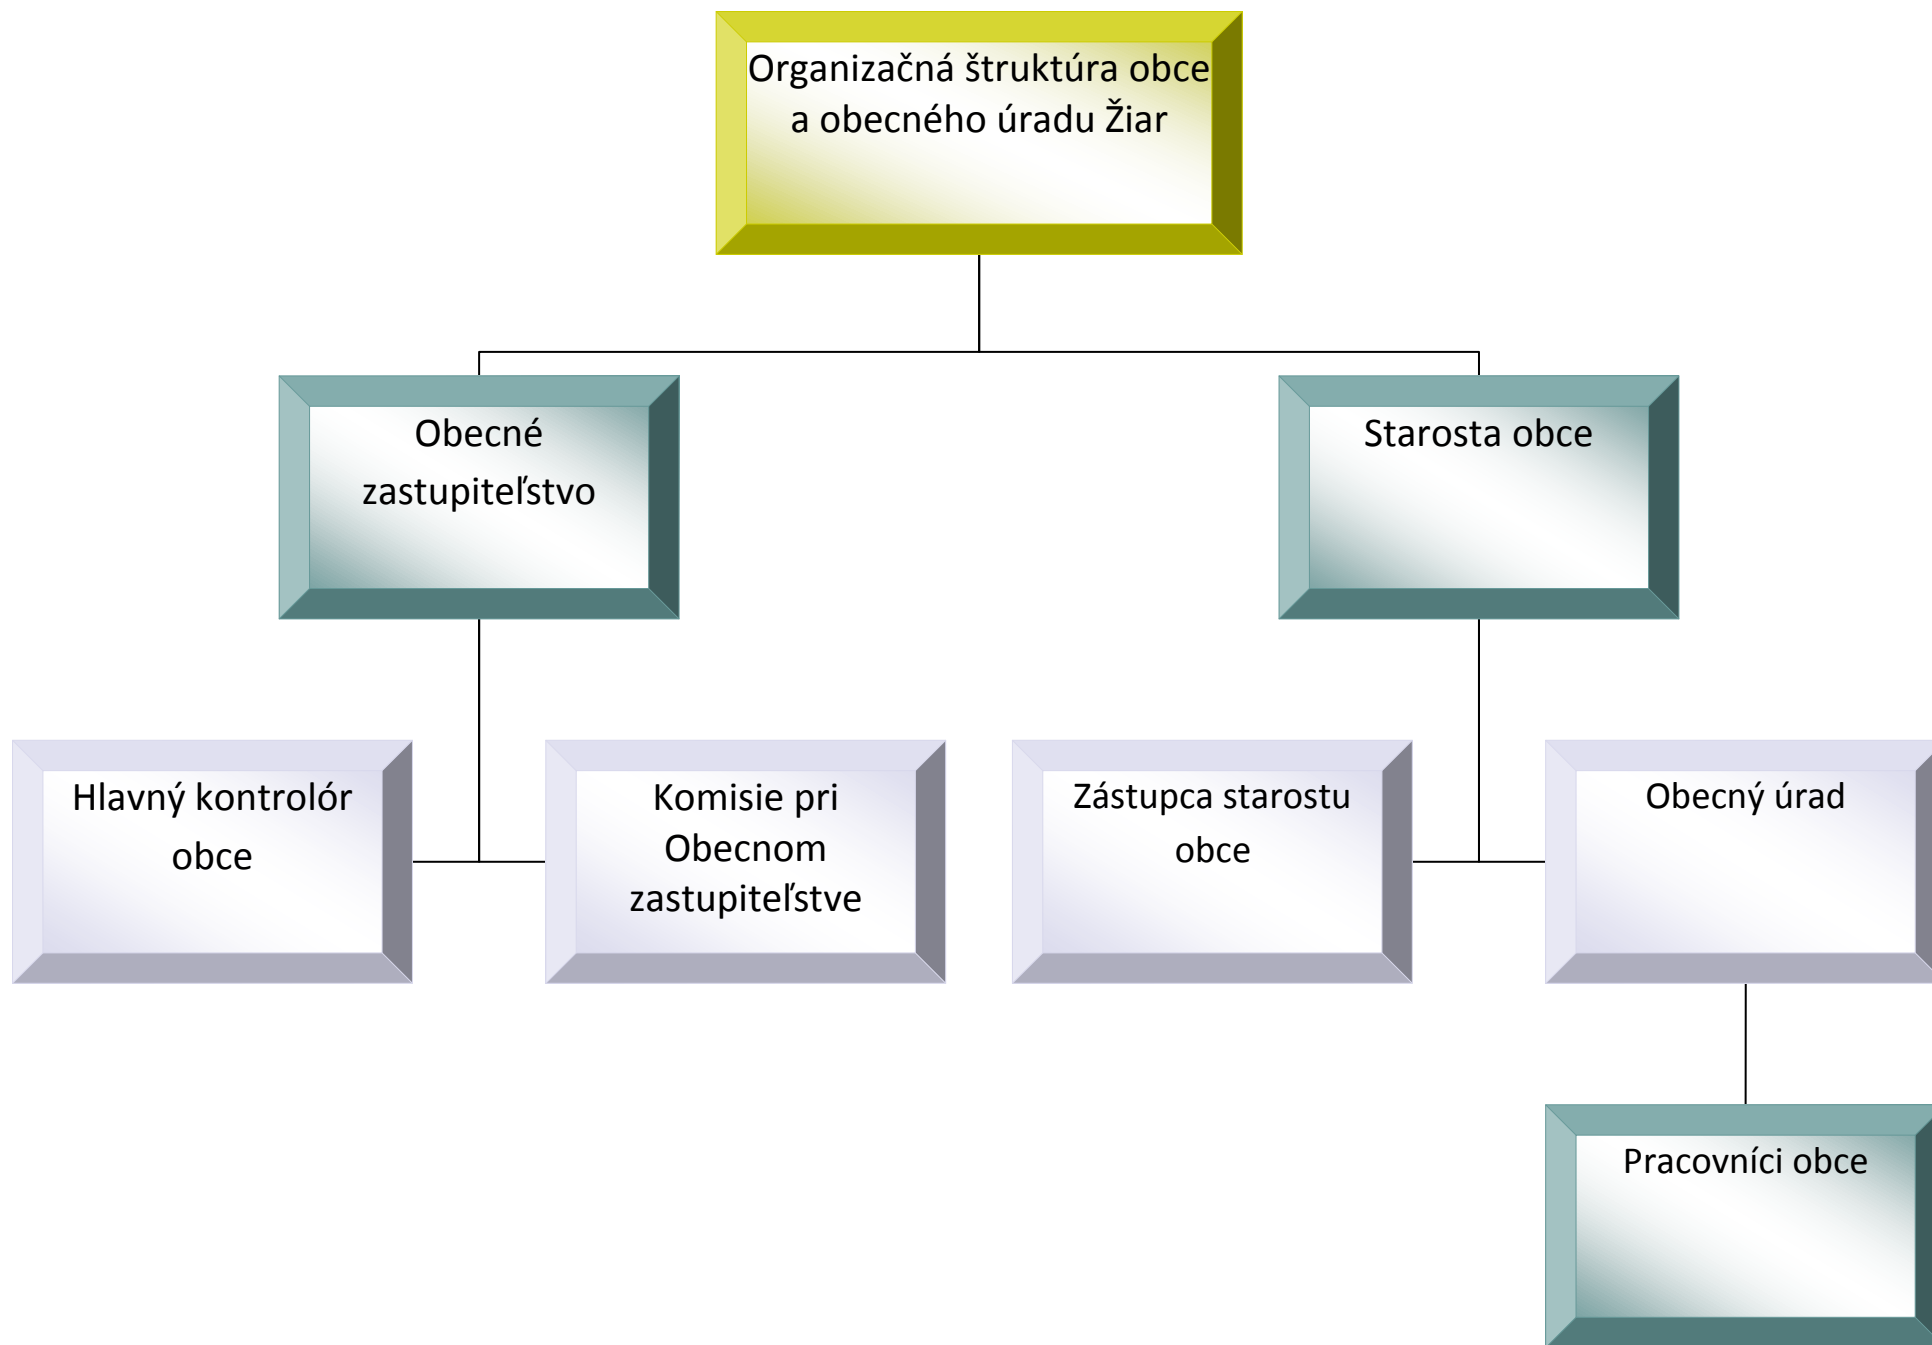 Organizačná štruktúra obce
a obecného úradu Žiar
Obecné
zastupiteľstvo
Starosta obce
Hlavný kontrolór
obce
Komisie pri
Obecnom
zastupiteľstve
Zástupca starostu
obce
Obecný úrad
Pracovníci obce